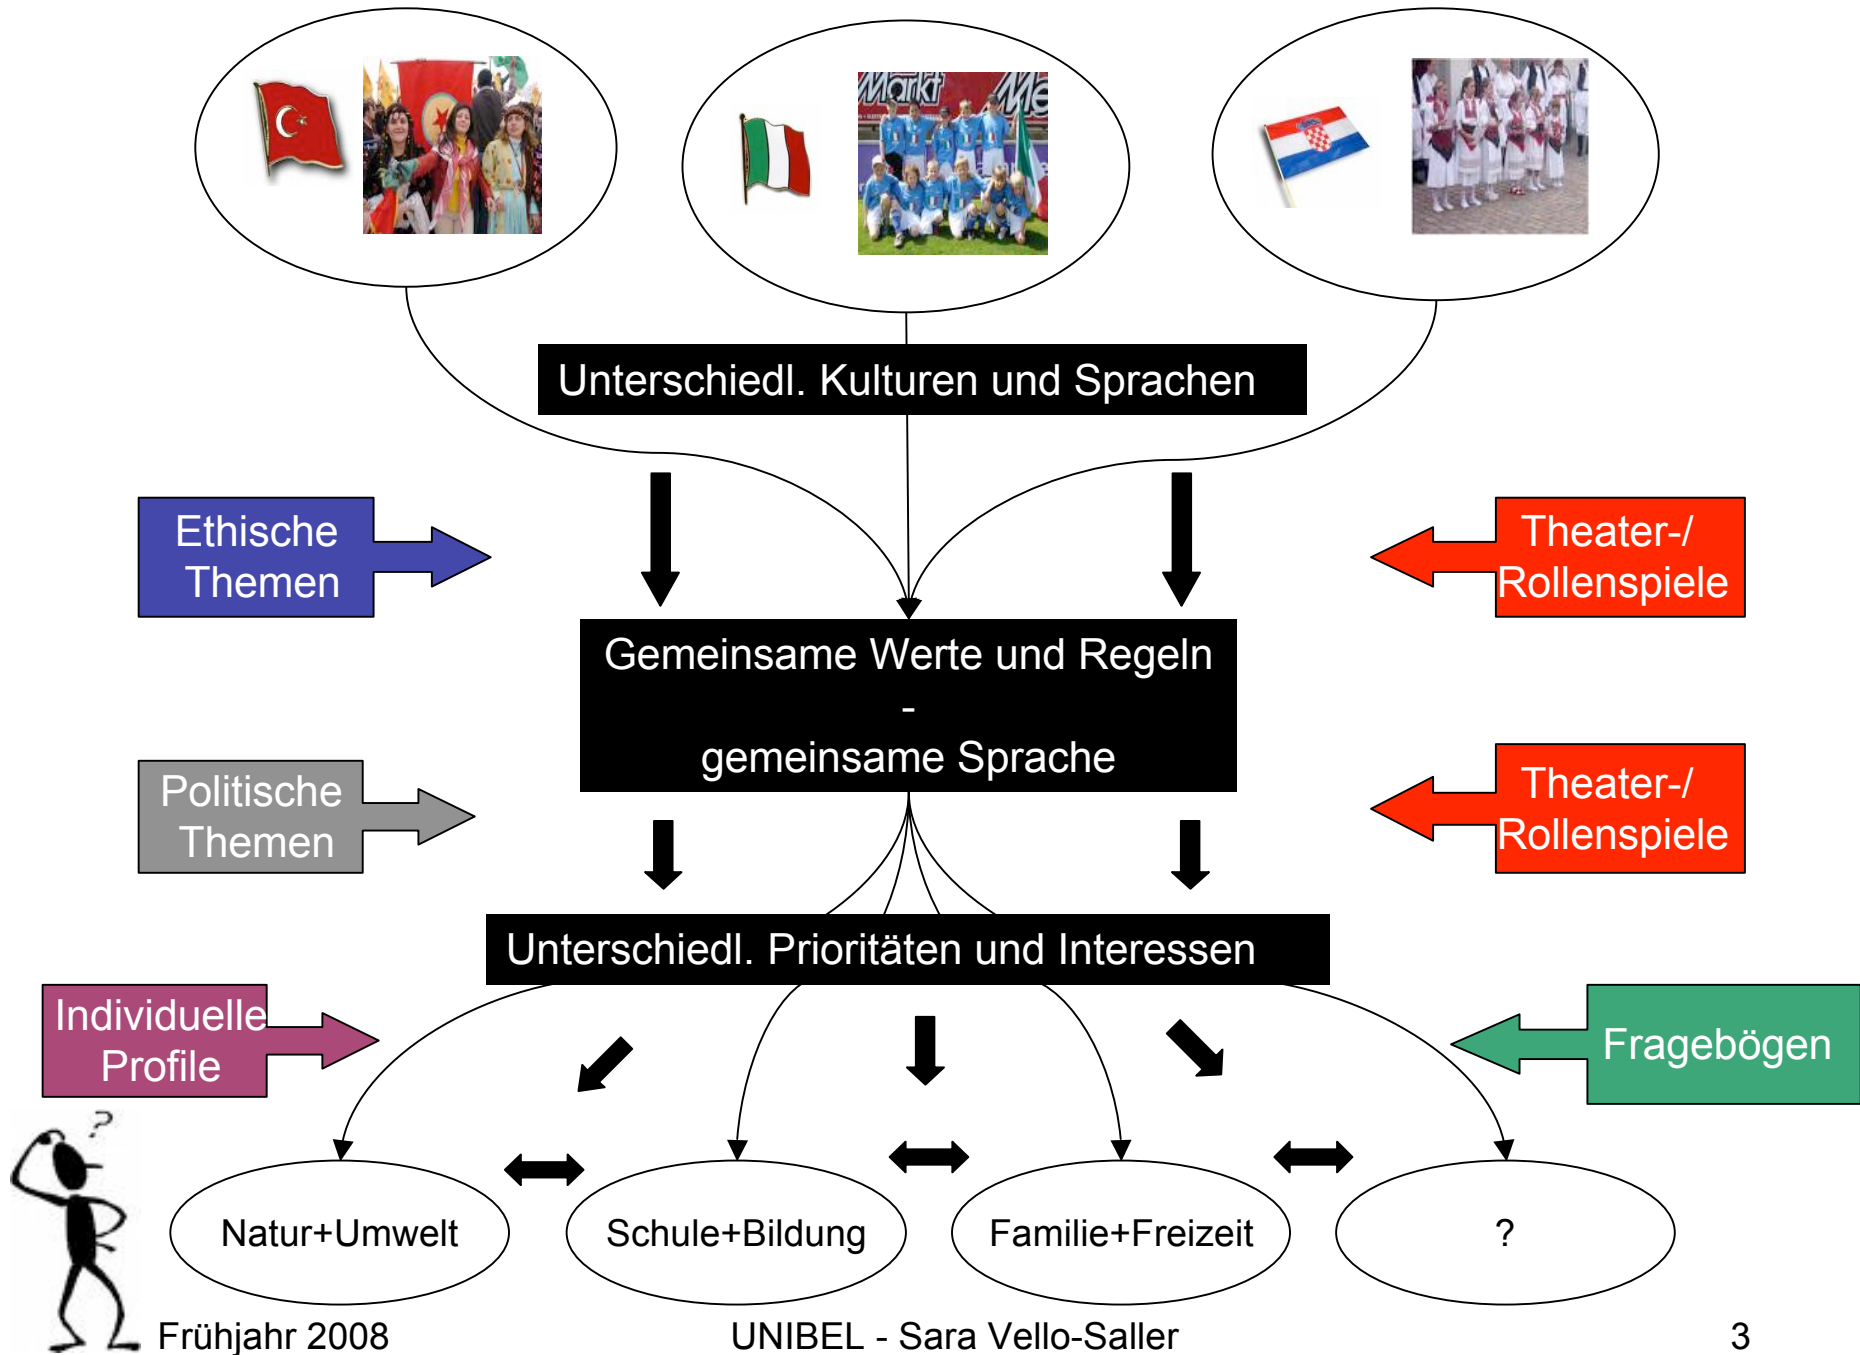 Markt
Me
Unterschiedl. Kulturen und Sprachen
Ethische
Themen
Theater-/
Rollenspiele
Gemeinsame Werte und Regeln
-
gemeinsame Sprache
Politische
Themen
Theater-/
Rollenspiele
Unterschiedl. Prioritäten und Interessen
Individuelle
Profile
Fragebögen
?
Natur+Umwelt
Schule+Bildung
Familie+Freizeit
?
Frühjahr 2008
UNIBEL - Sara Vello-Saller
3